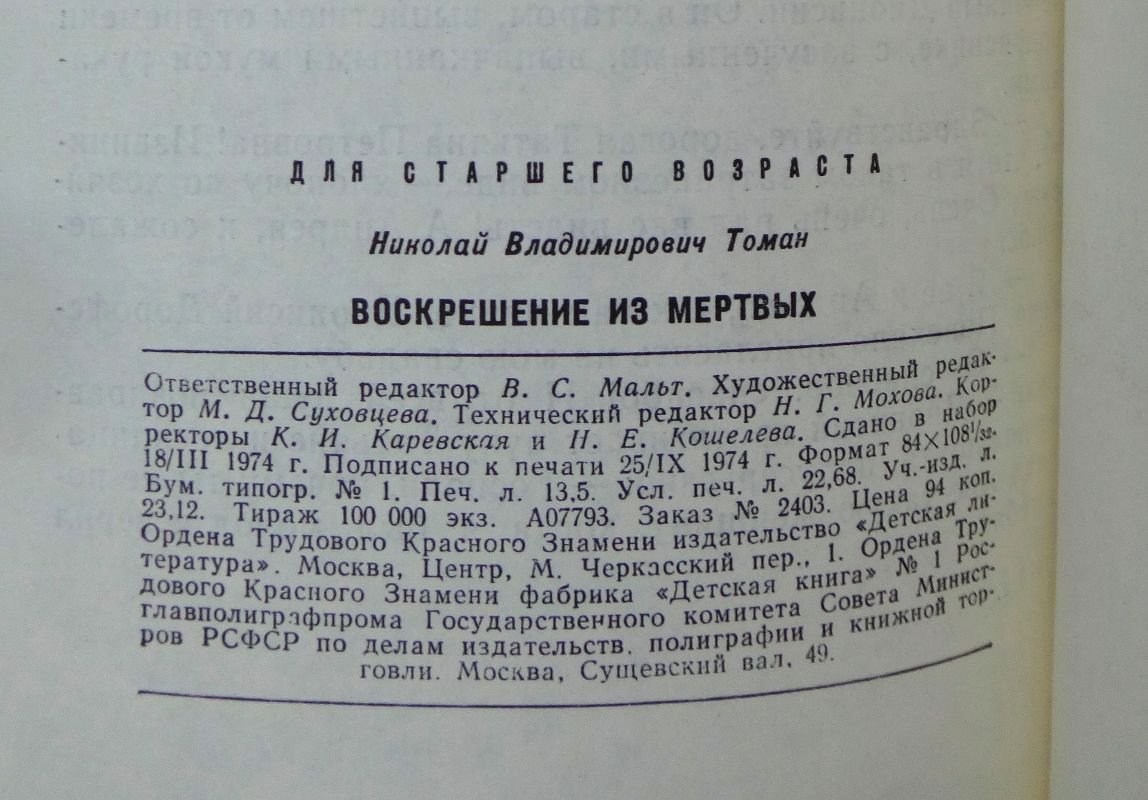 ДЛЯ СТАРШЕГО ВОЗРАСТА
Николай Владимирович Томан
ВОСКРЕШЕНИЕ ИЗ МЕРТВЫХ
Ответственный редактор В. С. Мальт. Художественный редак-
тор М. Д. Суховцева. Технический редактор Н. Г. Мохова. Кор-
ректоры К. И. Каревская и Н. Е. Кошелева. Сдано в набор
18/III 1974 г. Подписано к печати 25/IX 1974 г. Формат 84×108¹/₃₂.
Бум. типогр. № 1. Печ. л. 13,5. Усл. печ. л. 22,68. Уч.-изд. л.
23,12. Тираж 100 000 экз. А07793. Заказ № 2403. Цена 94 коп.
Ордена Трудового Красного Знамени издательство «Детская ли-
тература». Москва, Центр, М. Черкасский пер., 1. Ордена Тру-
дового Красного Знамени фабрика «Детская книга» № 1 Рос-
главполиграфпрома Государственного комитета Совета Минист-
ров РСФСР по делам издательств, полиграфии и книжной тор-
говли. Москва, Сущевский вал, 49.